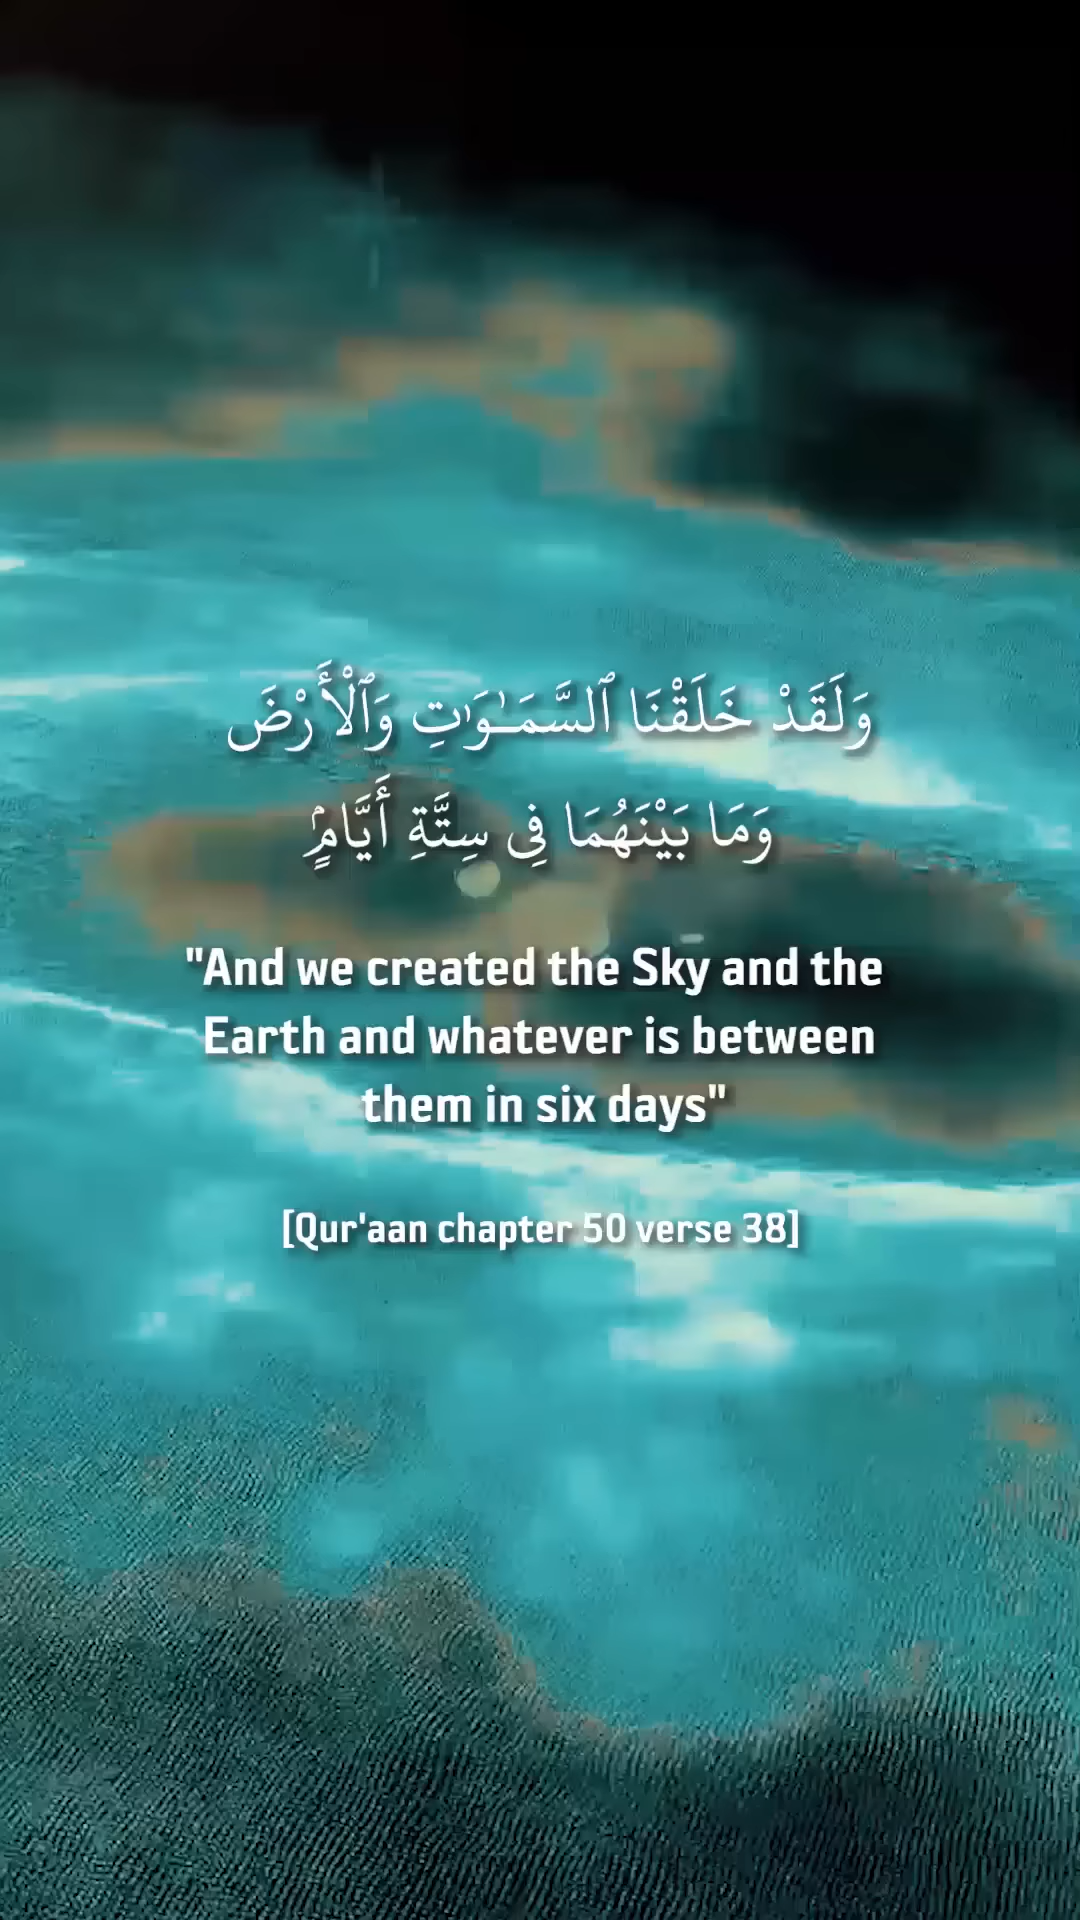 وَلَقَدْ خَلَقْنَا ٱلسَّمَـٰوَٰتِ وَٱلْأَرْضَ
وَمَا بَيْنَهُمَا فِى سِتَّةِ أَيَّامٍۢ
"And we created the Sky and the
Earth and whatever is between
them in six days"
[Qur'aan chapter 50 verse 38]